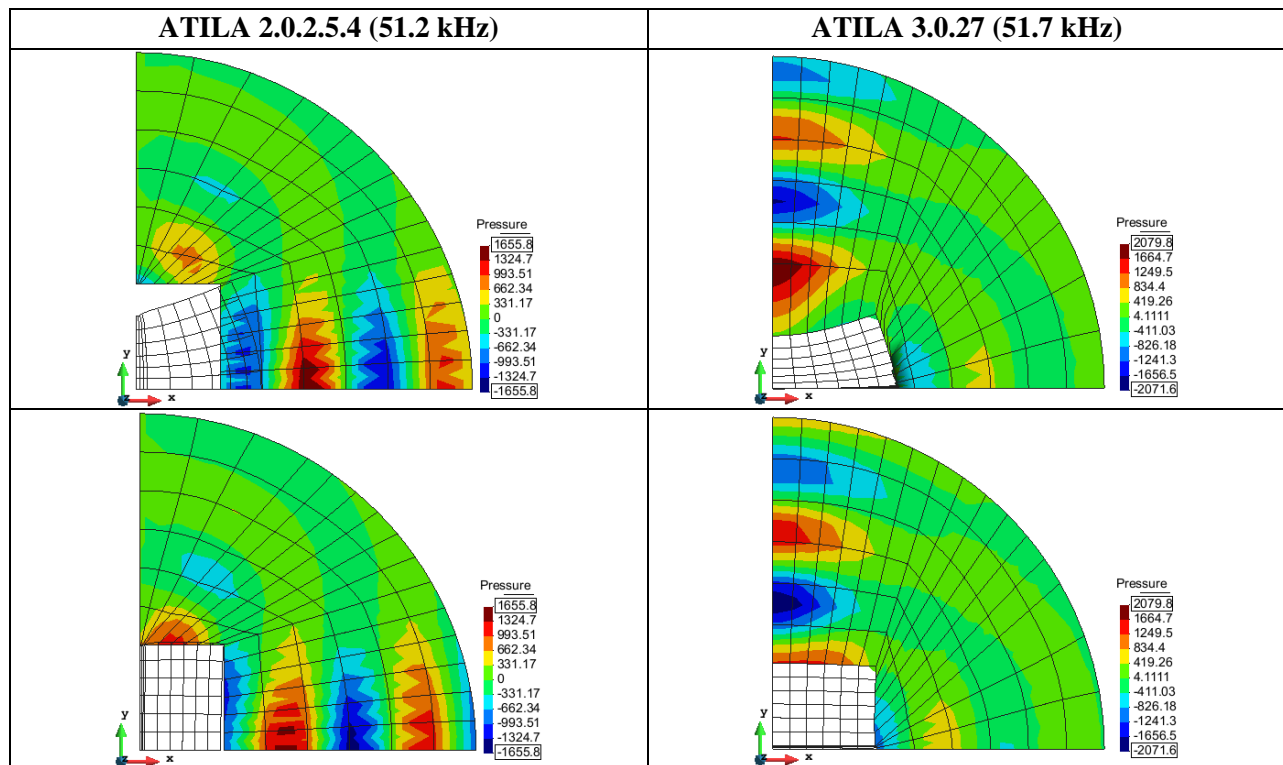 ATILA 2.0.2.5.4 (51.2 kHz)
ATILA 3.0.27 (51.7 kHz)
Pressure
1655.8
1324.7
993.51
662.34
331.17
0
-331.17
-662.34
-993.51
-1324.7
-1655.8
y
z
x
Pressure
2079.8
1664.7
1249.5
834.4
419.26
4.1111
-411.03
-826.18
-1241.3
-1656.5
-2071.6
y
z
x
Pressure
1655.8
1324.7
993.51
662.34
331.17
0
-331.17
-662.34
-993.51
-1324.7
-1655.8
y
z
x
Pressure
2079.8
1664.7
1249.5
834.4
419.26
4.1111
-411.03
-826.18
-1241.3
-1656.5
-2071.6
y
z
x